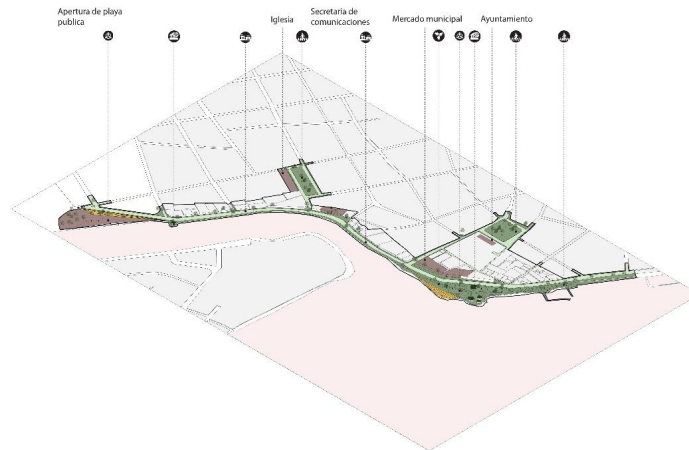 Apertura de playa
publica
Iglesia
Secretaria de
comunicaciones
Mercado municipal
Ayuntamiento